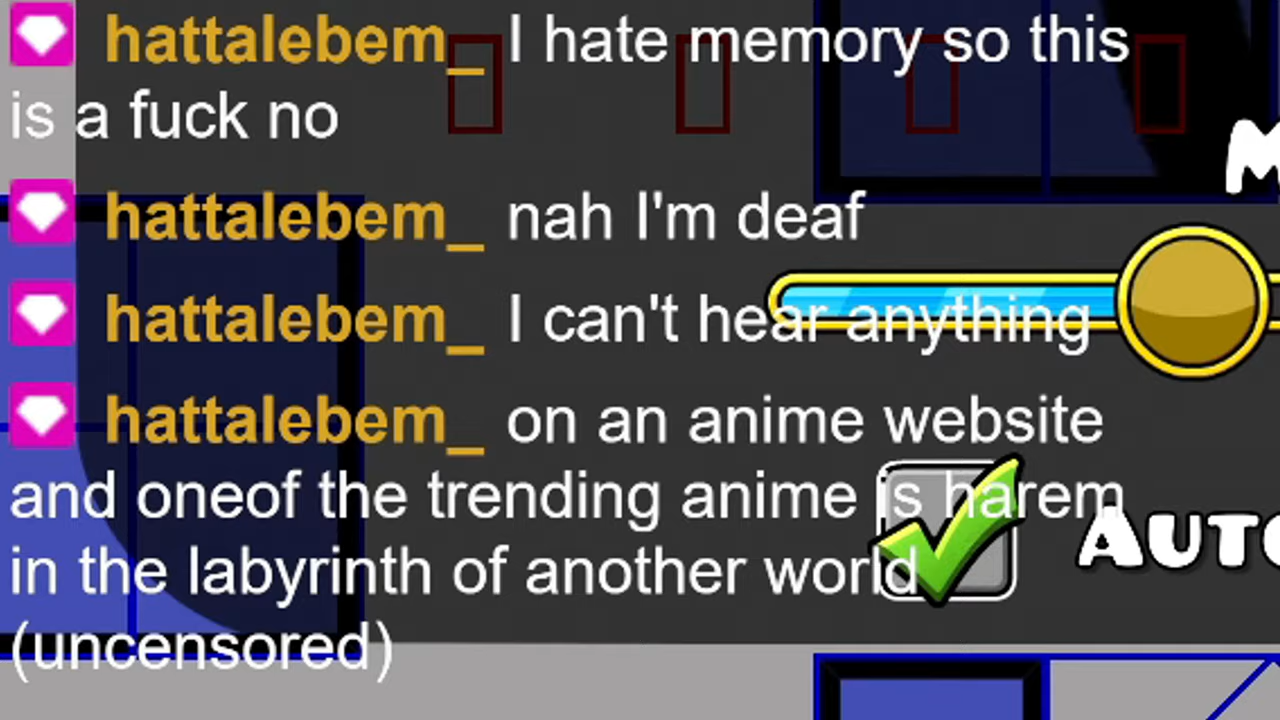 hattalebem_ I hate memory so this
is a fuck no
M
hattalebem_ nah I'm deaf
hattalebem_ I can't hear anything
hattalebem_ on an anime website
and oneof the trending anime is harem
AUTO
in the labyrinth of another world
(uncensored)